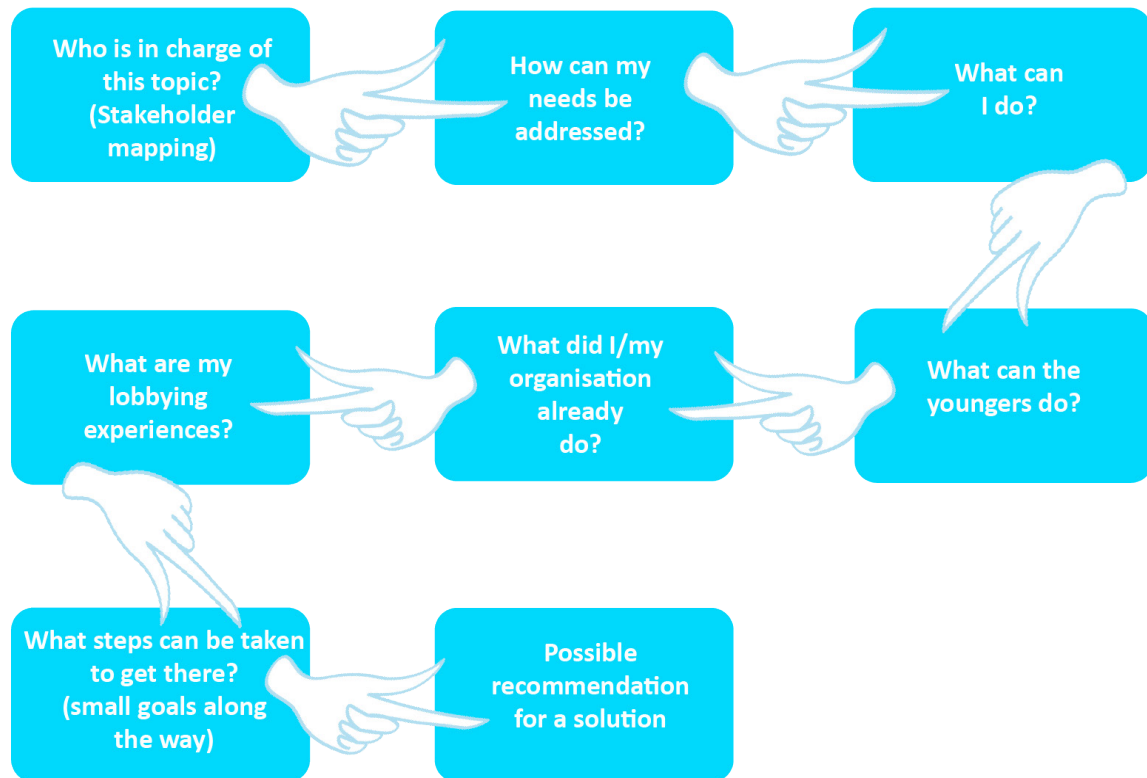 Who is in charge of
this topic?
(Stakeholder
mapping)
How can my
needs be
addressed?
What can
I do?
What can the
youngers do?
What did I/my
organisation
already
do?
What are my
lobbying
experiences?
What steps can be taken
to get there?
(small goals along
the way)
Possible
recommendation
for a solution